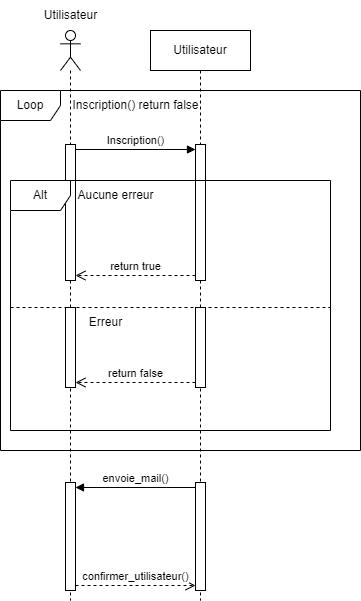 Utilisateur
Utilisateur
Loop
Inscription() return false
Inscription()
Alt
Aucune erreur
return true
Erreur
return false
envoie_mail()
confirmer_utilisateur()